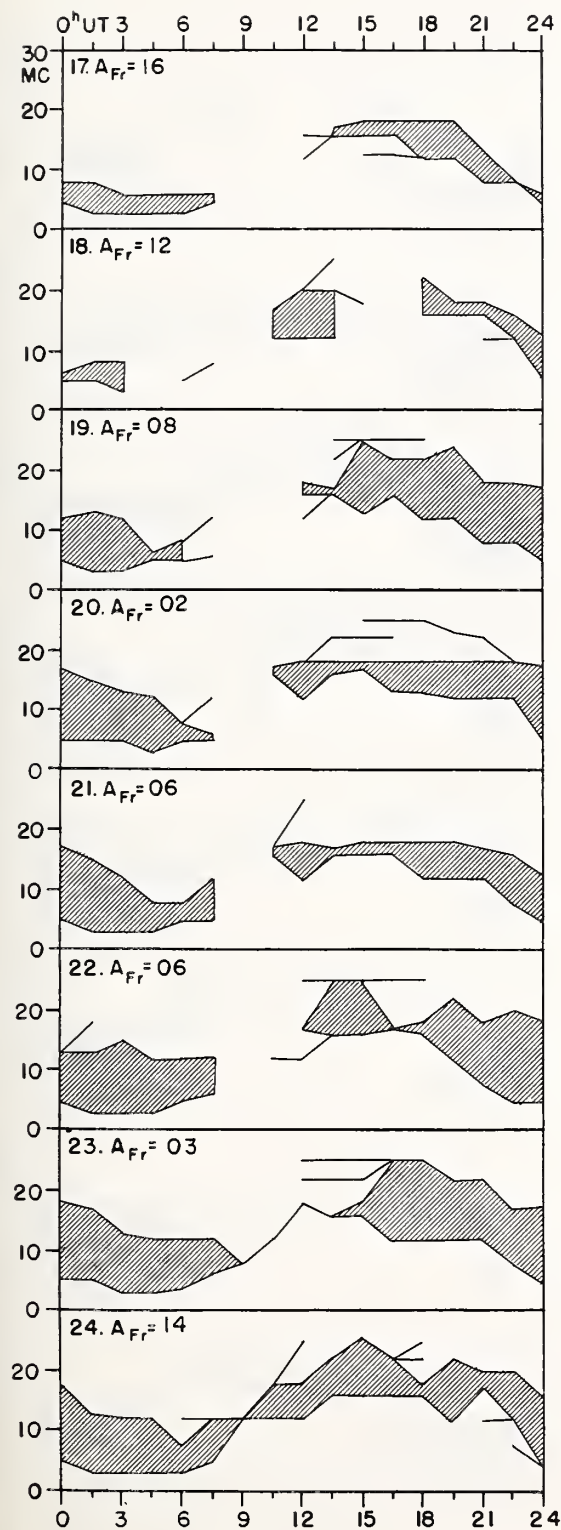 0ʰ UT 3 6 9 12 15 18 21 24
30
MC
17. A_Fr = 16
20
10
0
18. A_Fr = 12
20
10
0
19. A_Fr = 08
20
10
0
20. A_Fr = 02
20
10
0
21. A_Fr = 06
20
10
0
22. A_Fr = 06
20
10
0
23. A_Fr = 03
20
10
0
24. A_Fr = 14
20
10
0
0 3 6 9 12 15 18 21 24